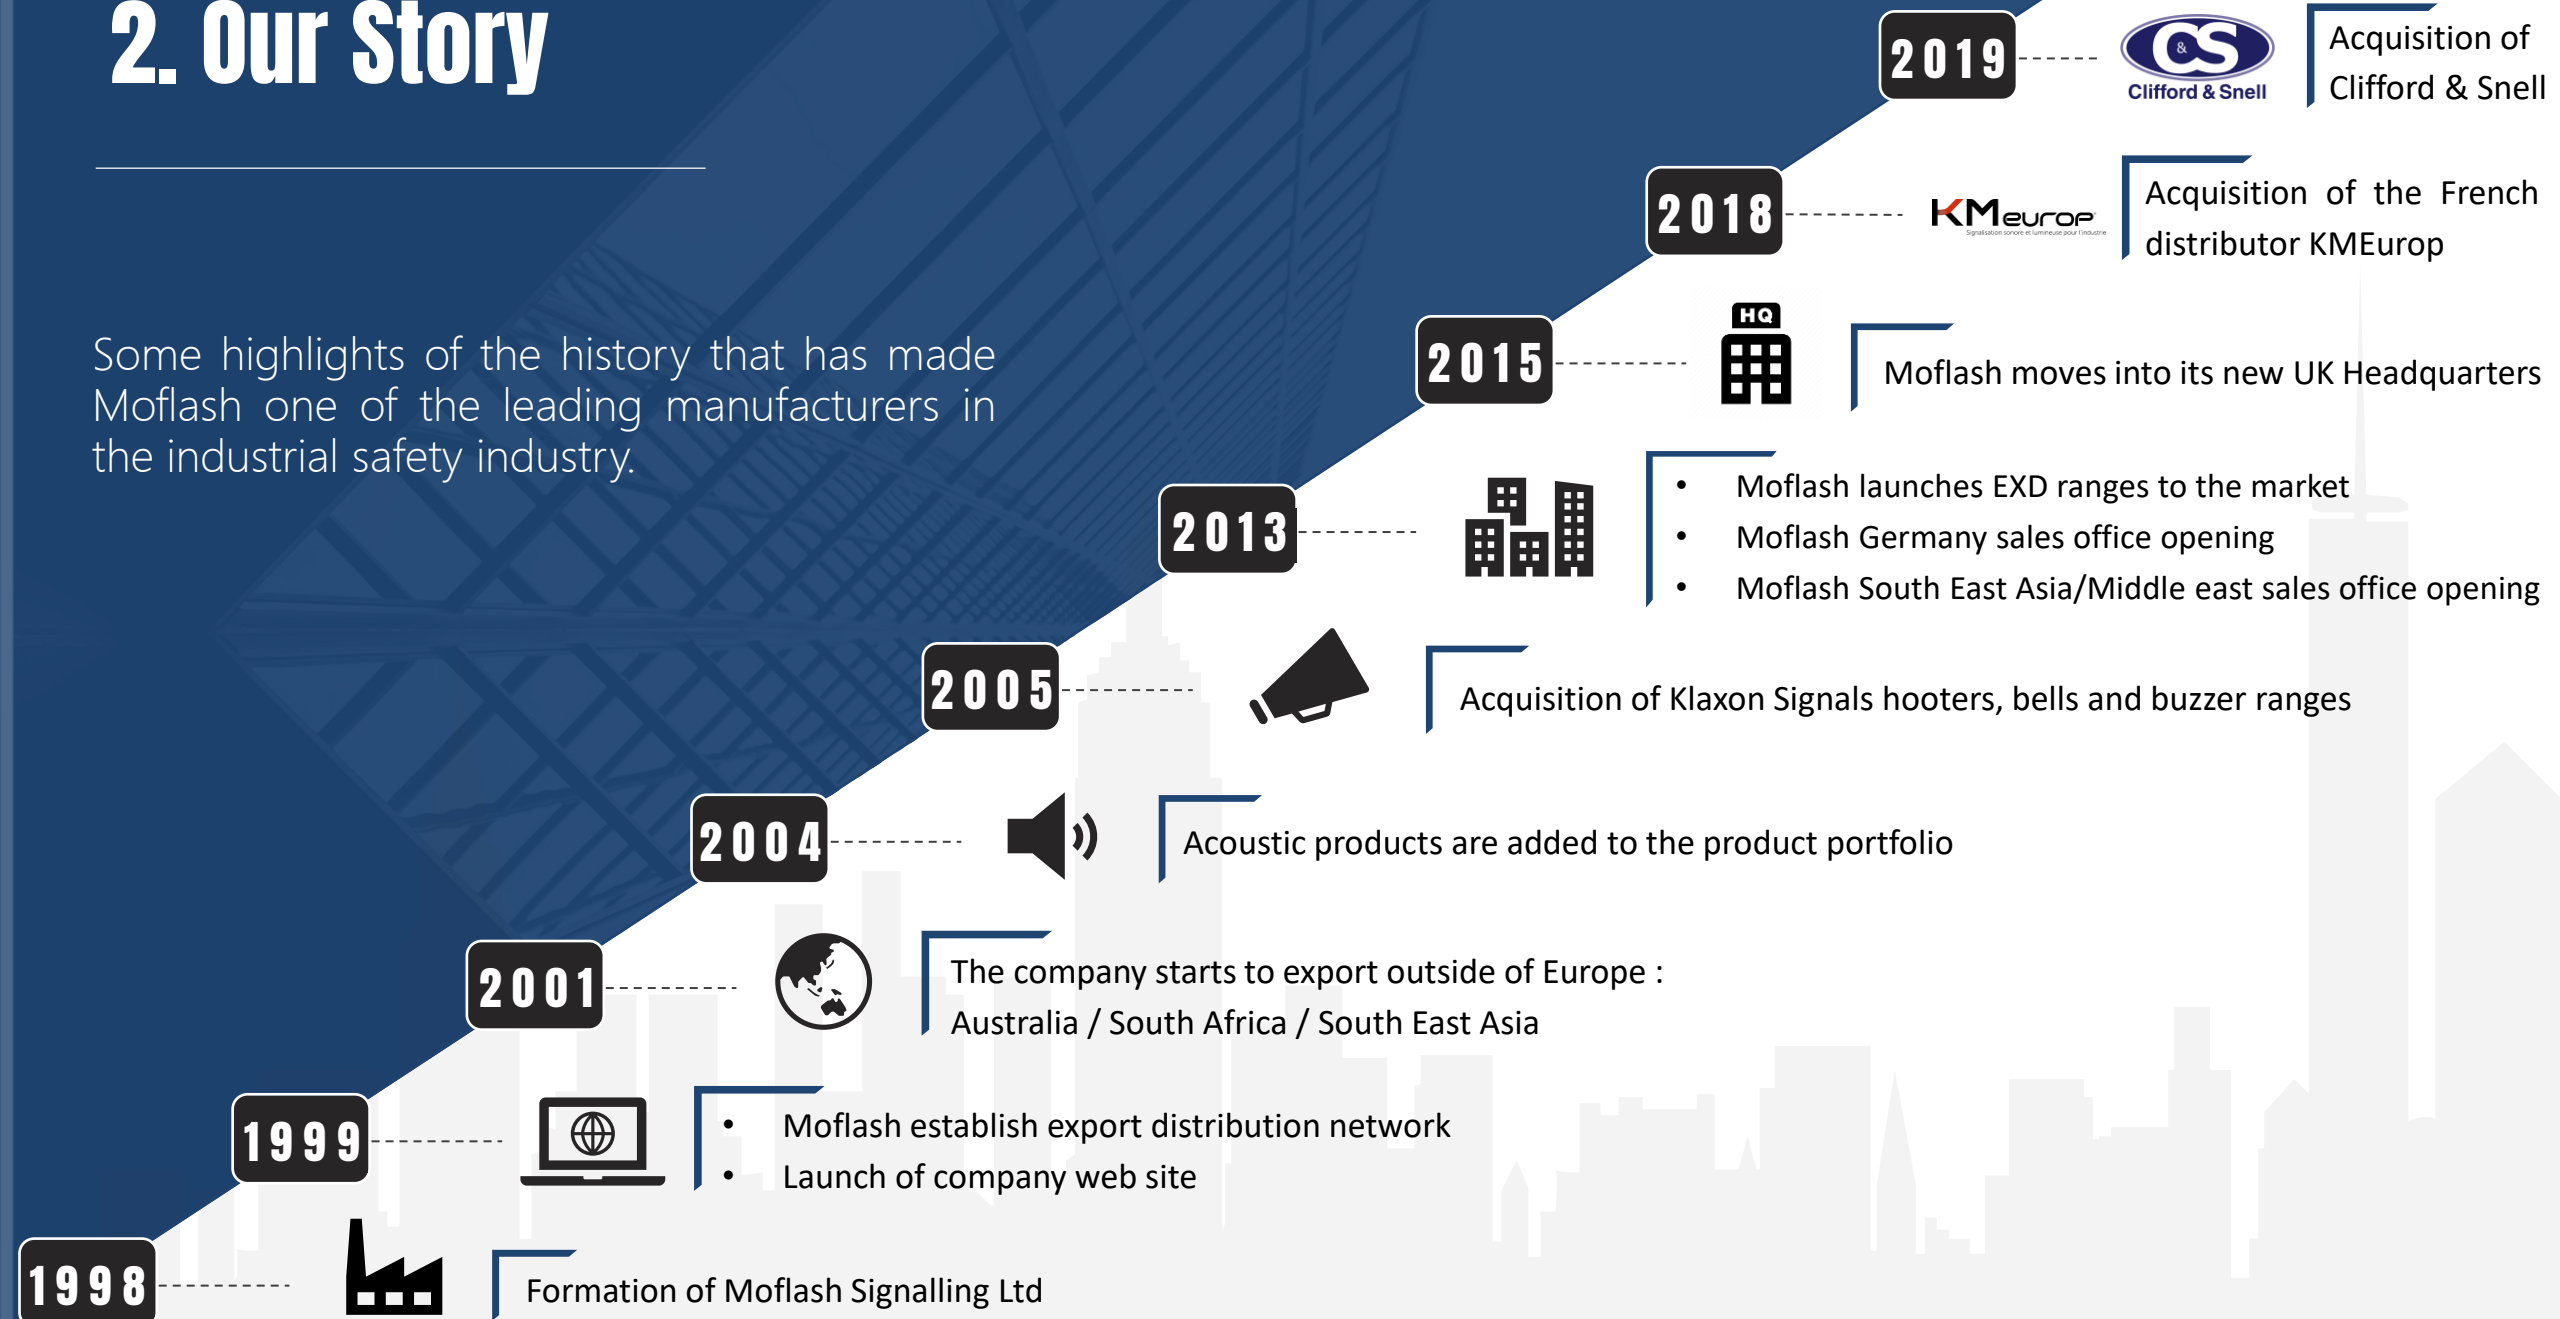 2. Our Story
Some highlights of the history that has made
Moflash one of the leading manufacturers in
the industrial safety industry.
2019
C&S
Clifford & Snell
Acquisition of
Clifford & Snell
2018
KMeurop
Signalisation sonore et lumineuse pour l'industrie
Acquisition of the French
distributor KMEurop
2015
HQ
Moflash moves into its new UK Headquarters
2013
• Moflash launches EXD ranges to the market
• Moflash Germany sales office opening
• Moflash South East Asia/Middle east sales office opening
2005
Acquisition of Klaxon Signals hooters, bells and buzzer ranges
2004
Acoustic products are added to the product portfolio
2001
The company starts to export outside of Europe :
Australia / South Africa / South East Asia
1999
• Moflash establish export distribution network
• Launch of company web site
1998
Formation of Moflash Signalling Ltd